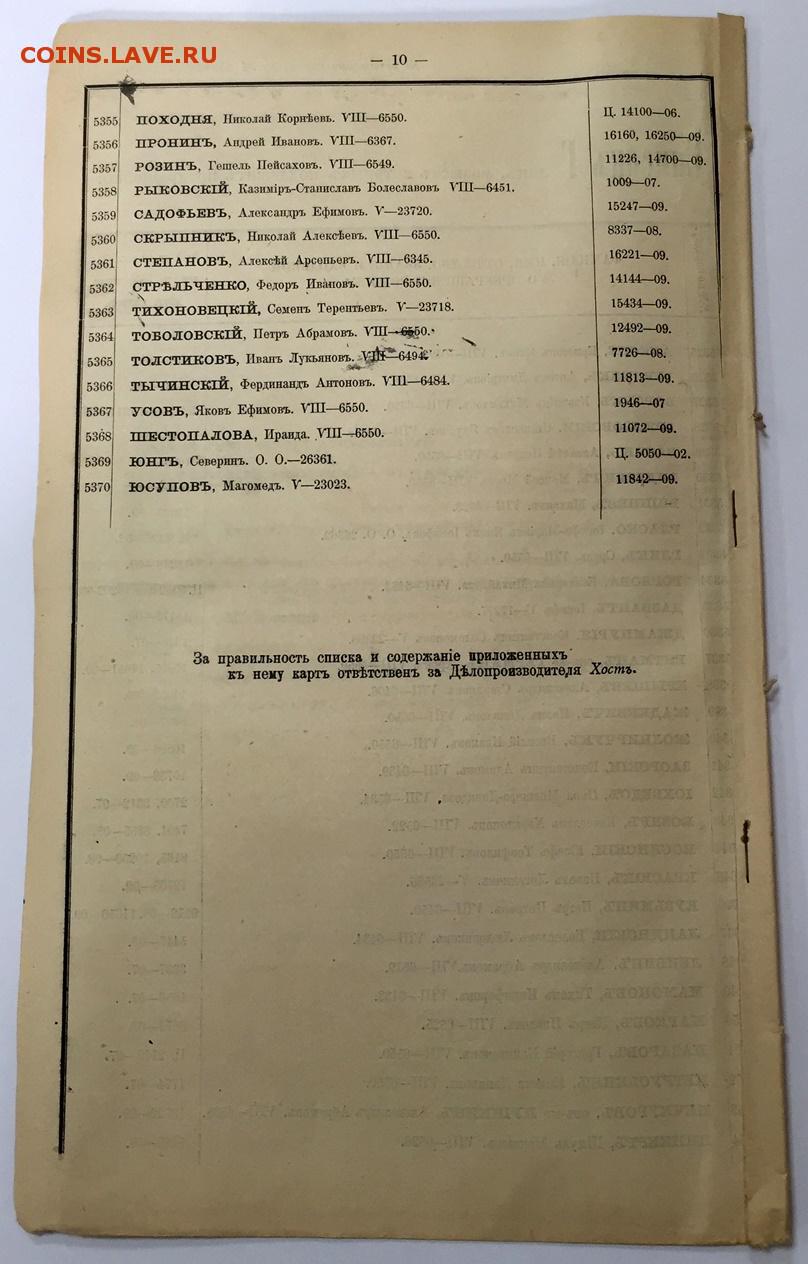 COINS.LAVE.RU
— 10 —
5355 ПОХОДНЯ, Николай Корнѣевъ. VIII—6550. Ц. 14100—06.
5356 ПРОНИНЪ, Андрей Ивановъ. VIII—6367. 16160, 16250—09.
5357 РОЗИНЪ, Гешель Пейсаховъ. VIII—6549. 11226, 14700—09.
5358 РЫКОВСКІЙ, Казиміръ-Станиславъ Болеславовъ VIII—6451. 1009—07.
5359 САДОФЬЕВЪ, Александръ Ефимовъ. V—23720. 15247—09.
5360 СКРЫПНИКЪ, Николай Алексѣевъ. VIII—6550. 8337—08.
5361 СТЕПАНОВЪ, Алексѣй Арсеньевъ. VIII—6345. 16221—09.
5362 СТРѢЛЬЧЕНКО, Федоръ Ивановъ. VIII—6550. 14144—09.
5363 ТИХОНОВЕЦКІЙ, Семенъ Терентьевъ. V—23718. 15434—09.
5364 ТОБОЛОВСКІЙ, Петръ Абрамовъ. VIII—6550. 12492—09.
5365 ТОЛСТИКОВЪ, Иванъ Лукьяновъ. VIII—6494. 7726—08.
5366 ТЫЧИНСКІЙ, Фердинандъ Антоновъ. VIII—6484. 11813—09.
5367 УСОВЪ, Яковъ Ефимовъ. VIII—6550. 1946—07
5368 ШЕСТОПАЛОВА, Ираида. VIII—6550. 11072—09.
5369 ЮНГЪ, Северинъ. О. О.—26361. Ц. 5050—02.
5370 ЮСУПОВЪ, Магомедъ. V—23023. 11842—09.
За правильность списка и содержаніе приложенныхъ
къ нему картъ отвѣтственъ за Дѣлопроизводителя Хостъ.